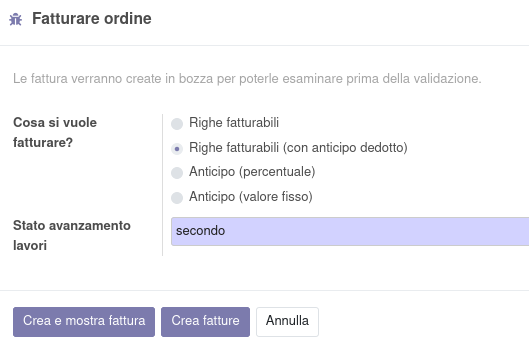 Fatturare ordine
Le fattura verranno create in bozza per poterle esaminare prima della validazione.
Cosa si vuole
fatturare?
Righe fatturabili
Righe fatturabili (con anticipo dedotto)
Anticipo (percentuale)
Anticipo (valore fisso)
Stato avanzamento
lavori
secondo
Crea e mostra fattura
Crea fatture
Annulla